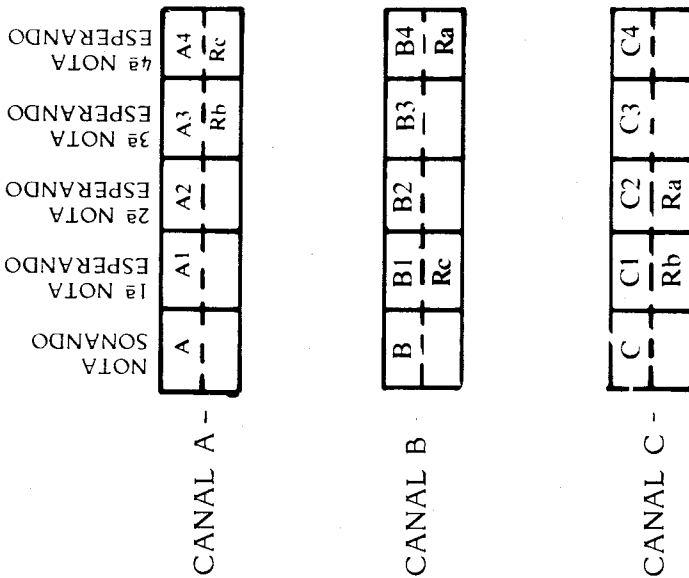 NOTA
SONANDO
1ª NOTA
ESPERANDO
2ª NOTA
ESPERANDO
3ª NOTA
ESPERANDO
4ª NOTA
ESPERANDO
CANAL A - A A1 A2 A3 A4
Rb Rc
CANAL B - B B1 B2 B3 B4
Rc Ra
CANAL C - C C1 C2 C3 C4
Rb Ra